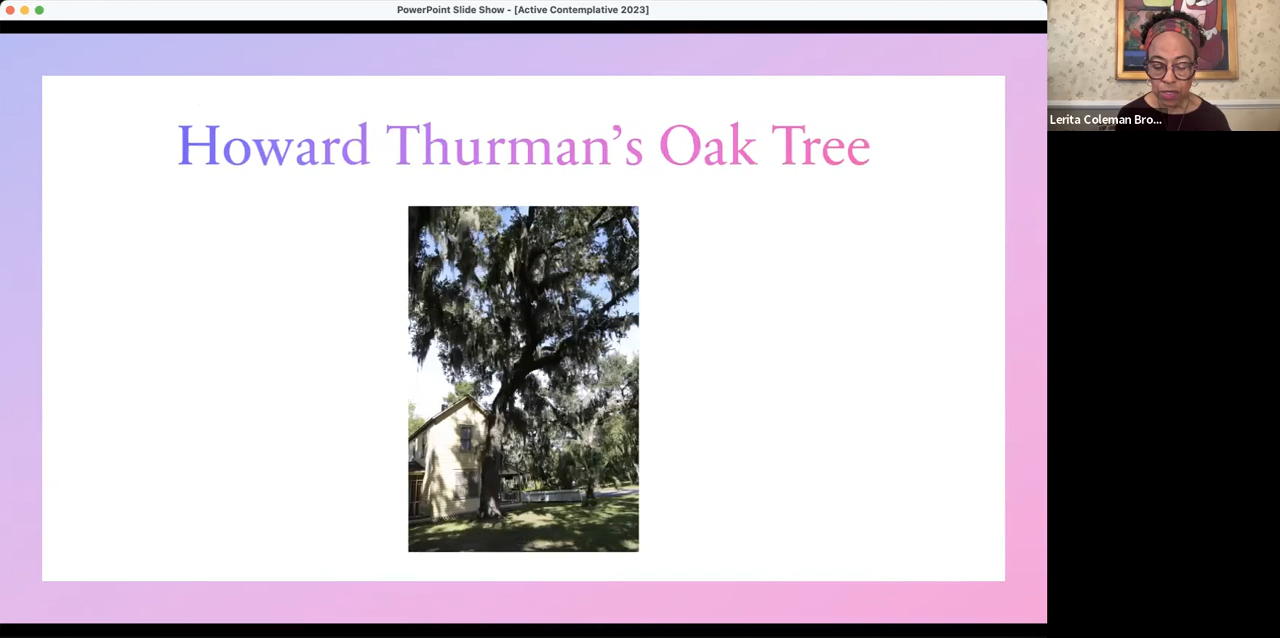 PowerPoint Slide Show - [Active Contemplative 2023]
Howard Thurman’s Oak Tree
Lerita Coleman Bro...